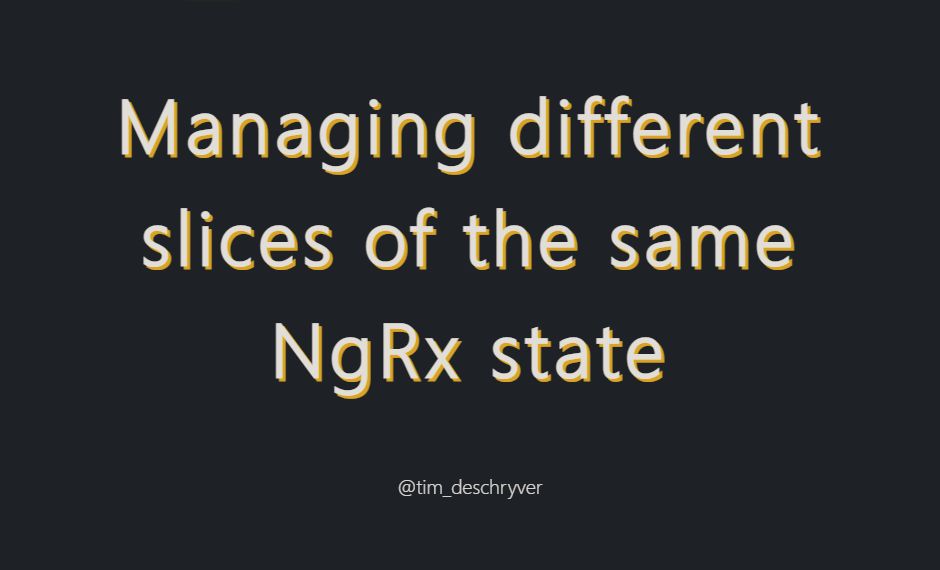 Managing different
slices of the same
NgRx state
@tim_deschryver